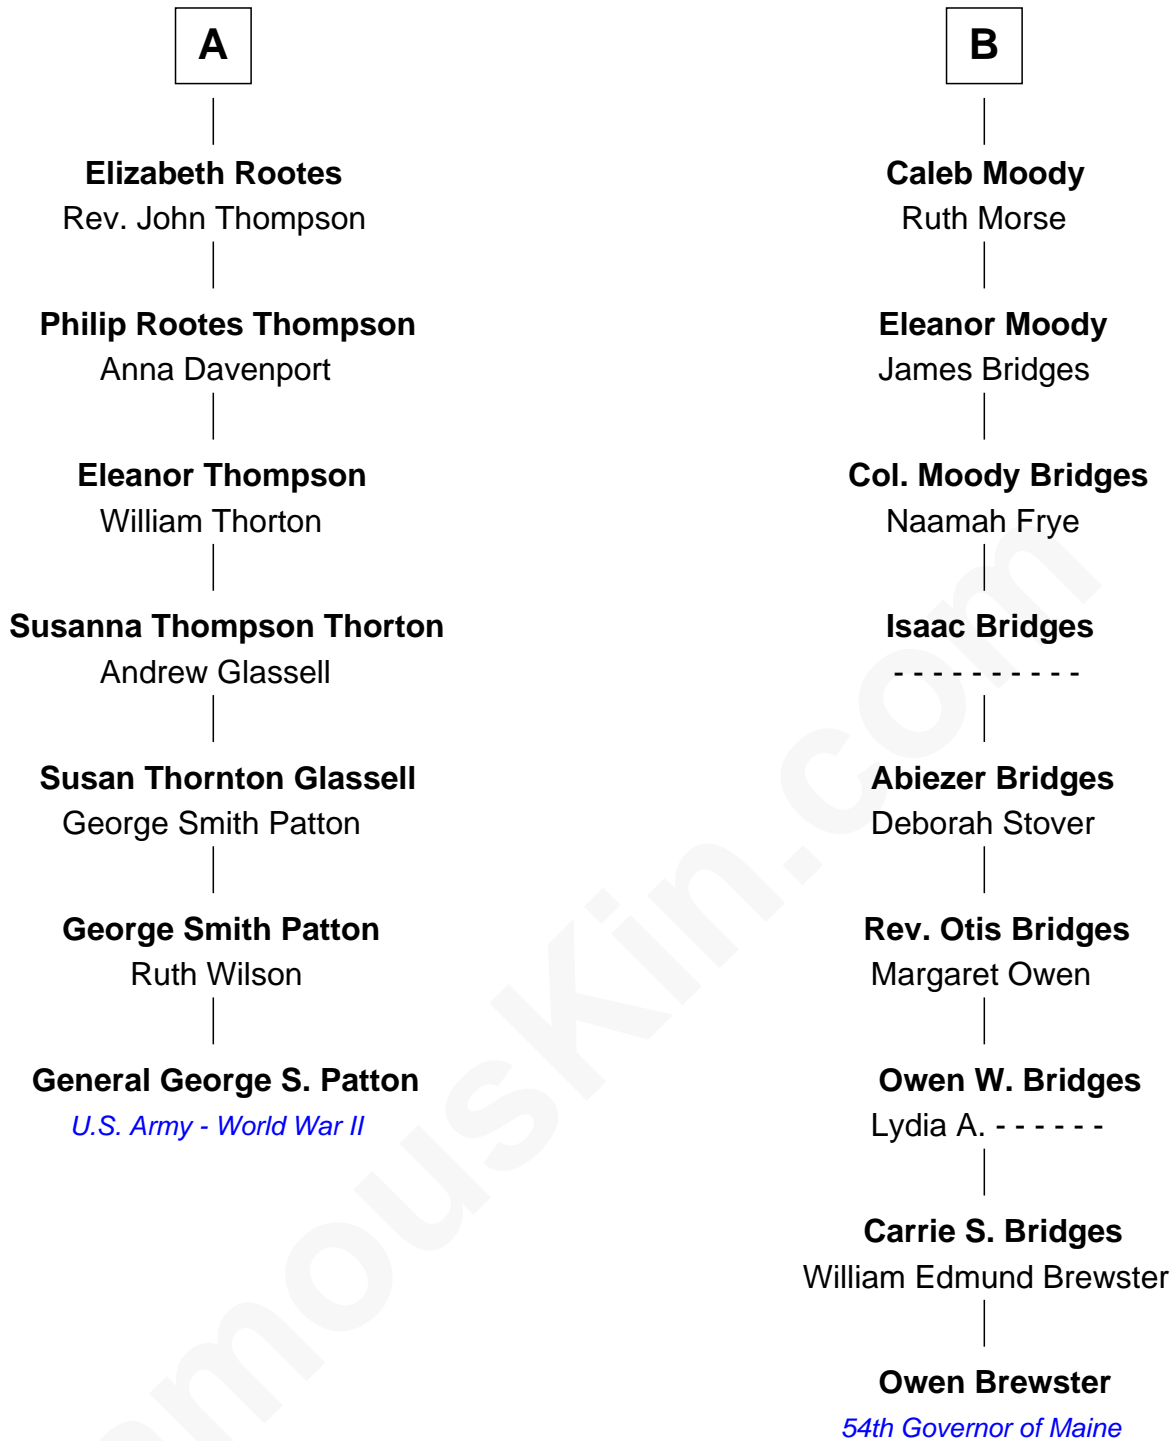 A
Elizabeth Rootes
Rev. John Thompson
Philip Rootes Thompson
Anna Davenport
Eleanor Thompson
William Thorton
Susanna Thompson Thorton
Andrew Glassell
Susan Thornton Glassell
George Smith Patton
George Smith Patton
Ruth Wilson
General George S. Patton
U.S. Army - World War II
B
Caleb Moody
Ruth Morse
Eleanor Moody
James Bridges
Col. Moody Bridges
Naamah Frye
Isaac Bridges
- - - - - - - - - -
Abiezer Bridges
Deborah Stover
Rev. Otis Bridges
Margaret Owen
Owen W. Bridges
Lydia A. - - - - - -
Carrie S. Bridges
William Edmund Brewster
Owen Brewster
54th Governor of Maine
amouskin.com